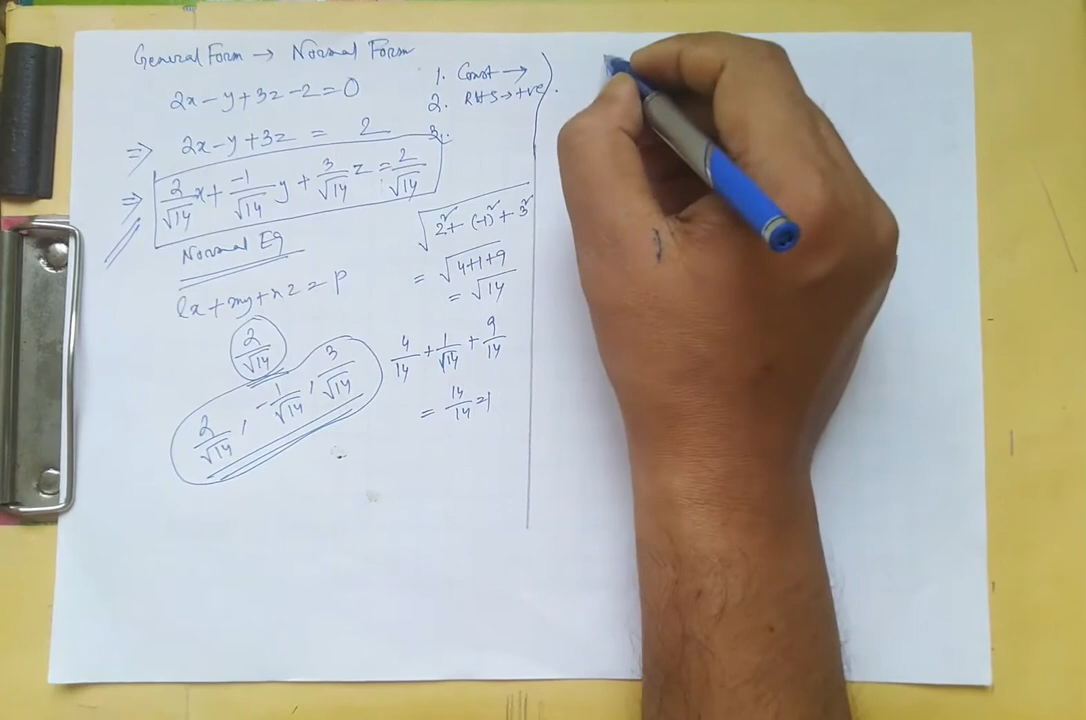 General Form → Normal Form
2x - y + 3z - 2 = 0
⇒ 2x - y + 3z = 2
⇒ 2/√14 x + -1/√14 y + 3/√14 z = 2/√14
Normal Eq
lx + my + nz = P
2/√14
2/√14, -1/√14, 3/√14
1. Const →
2. RHS → +ve.
3.
√2² + (-1)² + 3²
= √4+1+9
= √14
4/14 + 1/√14 + 9/14
= 14/14 = 1